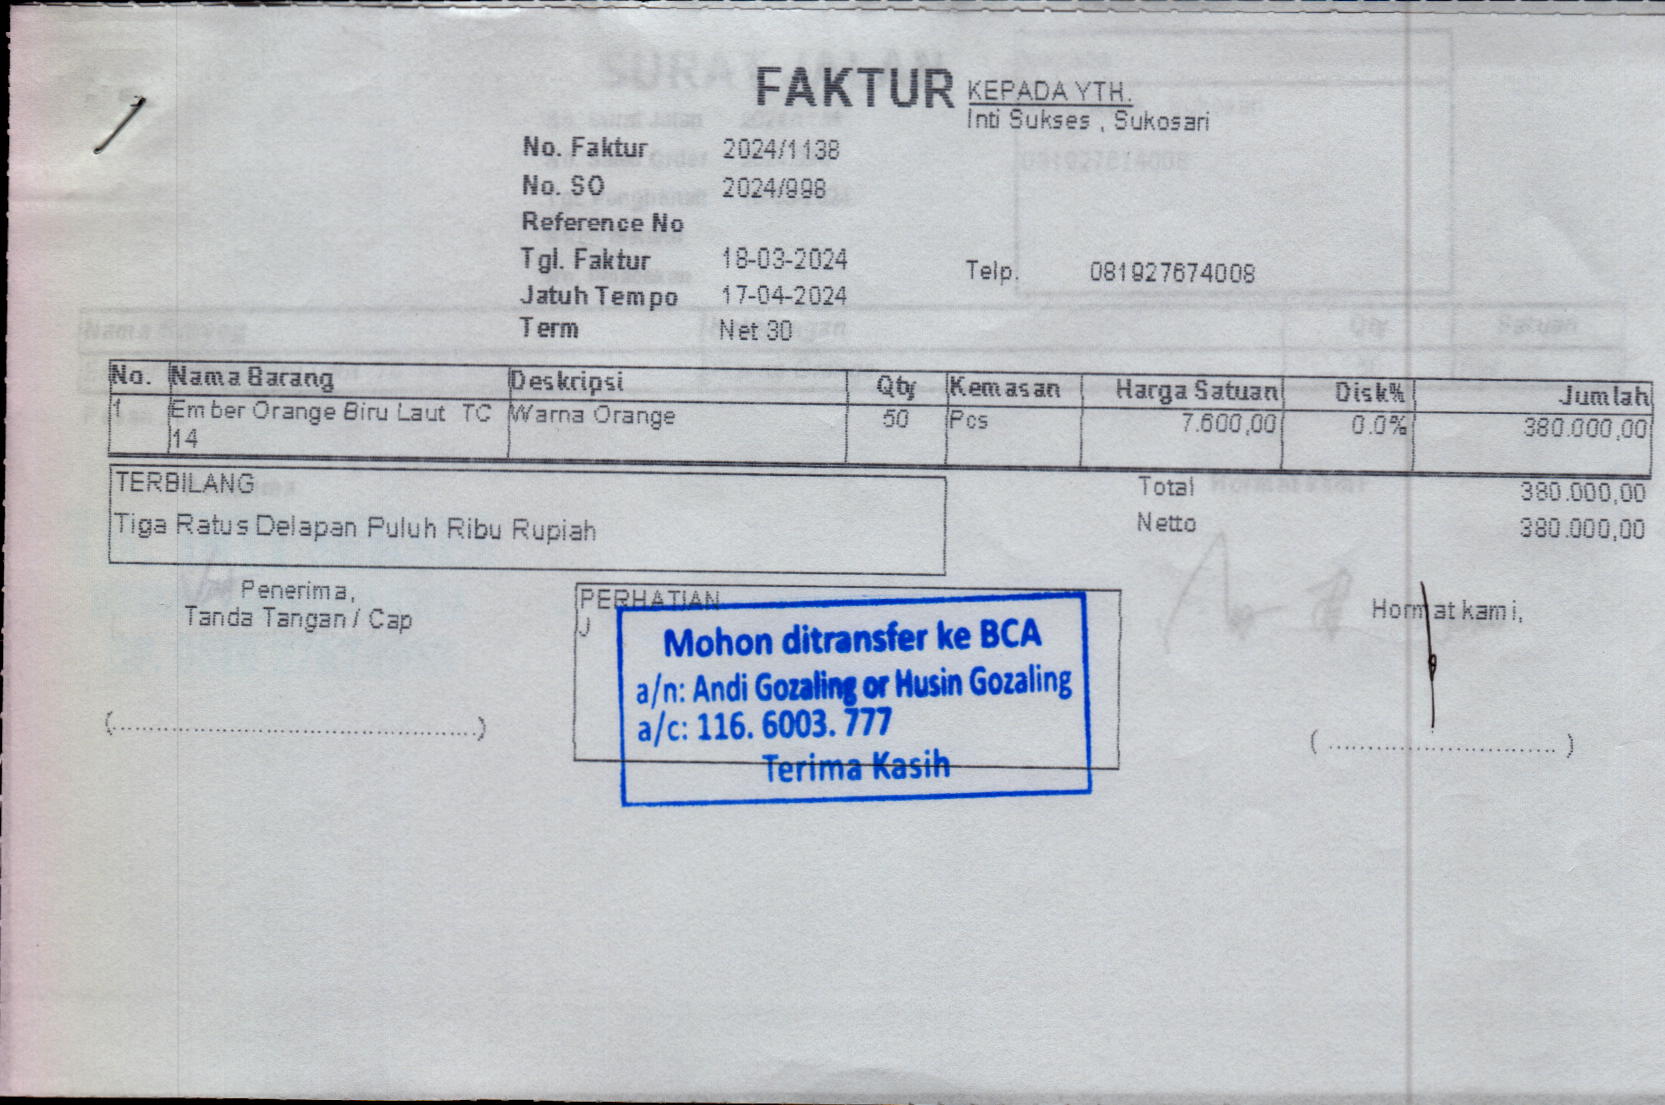 FAKTUR
KEPADA YTH.
Inti Sukses , Sukosari
No. Faktur 2024/1138
No. SO 2024/998
Reference No
Tgl. Faktur 18-03-2024
Telp. 081927674008
Jatuh Tempo 17-04-2024
Term Net 30
No. Nama Barang Deskripsi Qty Kemasan Harga Satuan Disk% Jumlah
1 Ember Orange Biru Laut TC 14 Warna Orange 50 Pcs 7.600,00 0.0% 380.000,00
TERBILANG
Tiga Ratus Delapan Puluh Ribu Rupiah
Total 380.000,00
Netto 380.000,00
Penerima,
Tanda Tangan / Cap
(.................................................)
PERHATIAN
J
Mohon ditransfer ke BCA
a/n: Andi Gozaling or Husin Gozaling
a/c: 116. 6003. 777
Terima Kasih
Hormat kami,
( ............................... )